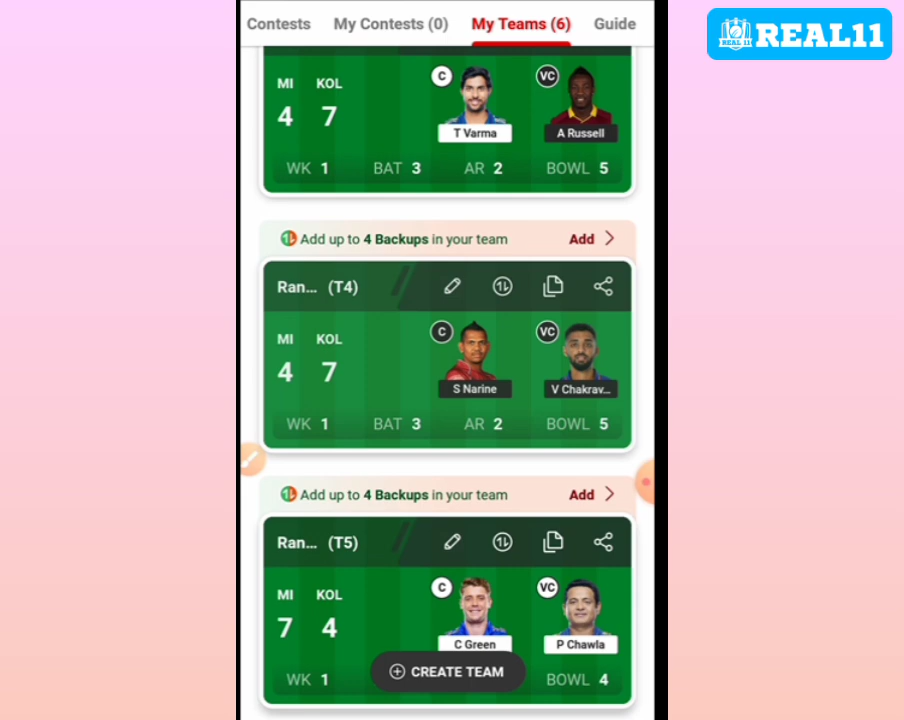 Contests My Contests (0) My Teams (6) Guide
REAL 11 REAL11
MI KOL C VC
4 7
T Varma A Russell
WK 1 BAT 3 AR 2 BOWL 5
Add up to 4 Backups in your team Add
Ran... (T4)
MI KOL C VC
4 7
S Narine V Chakrav...
WK 1 BAT 3 AR 2 BOWL 5
Add up to 4 Backups in your team Add
Ran... (T5)
MI KOL C VC
7 4
C Green P Chawla
CREATE TEAM
WK 1 BOWL 4